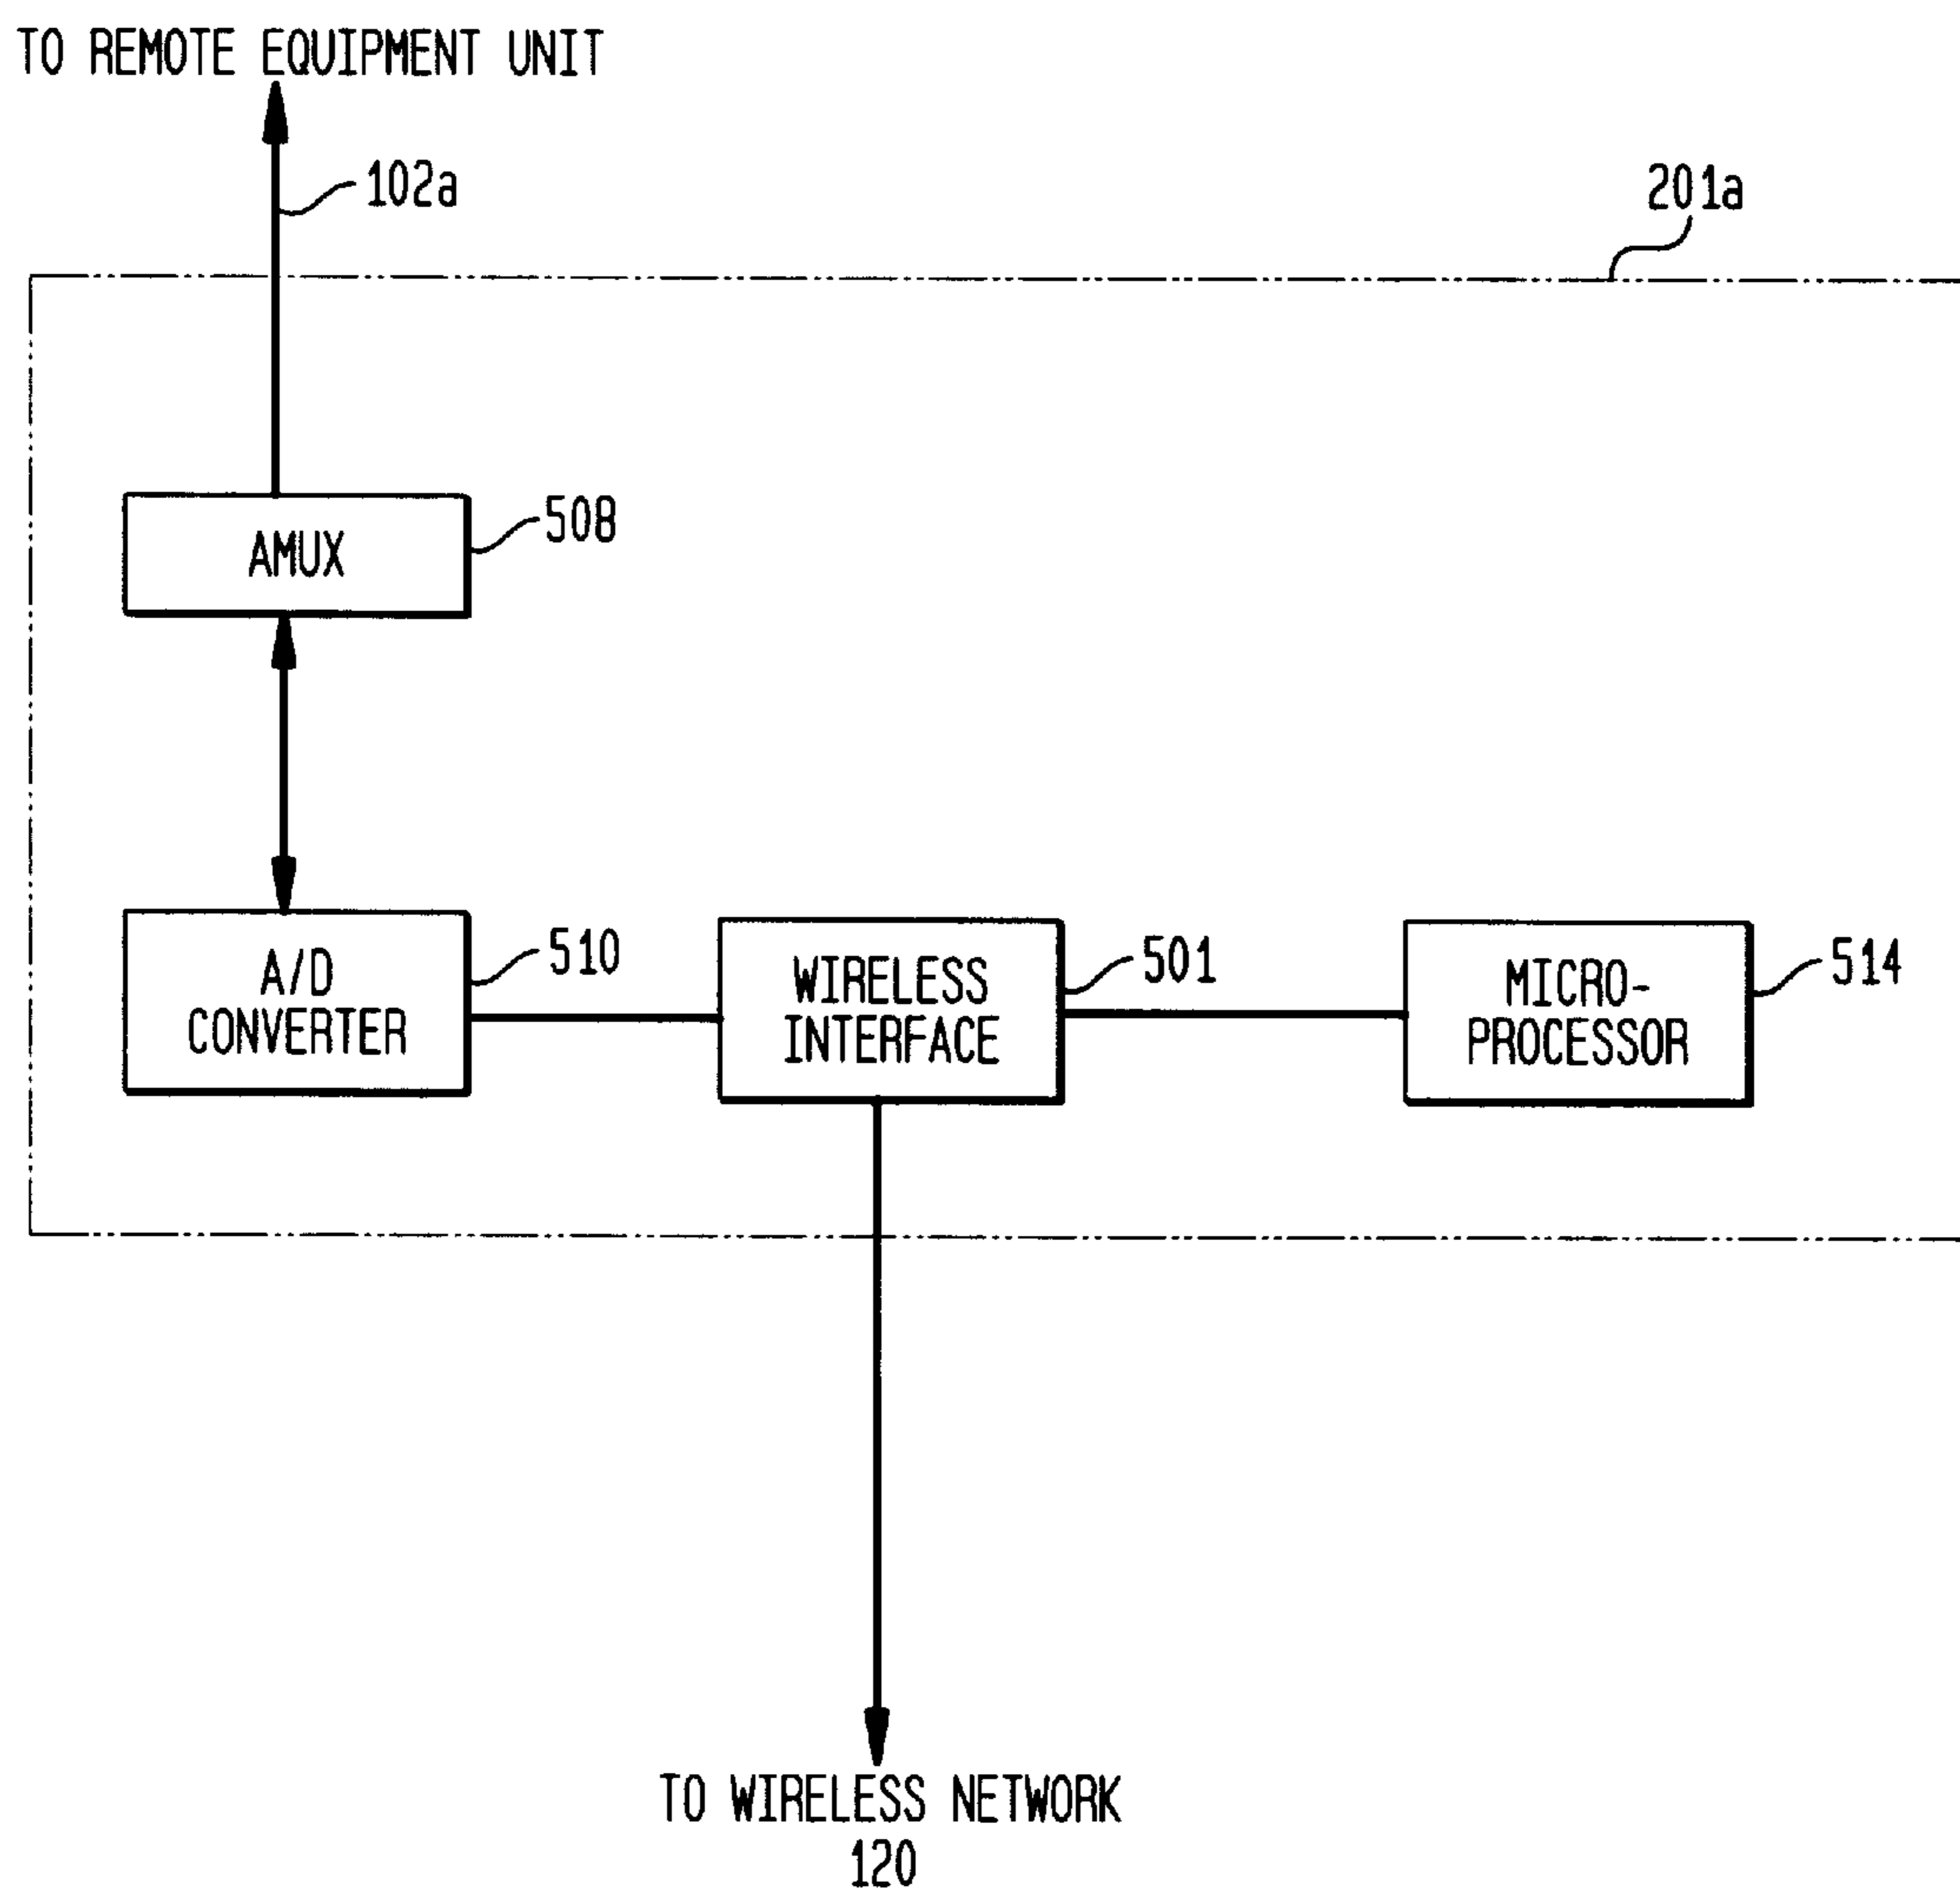 TO REMOTE EQUIPMENT UNIT
102a
201a
AMUX
508
A/D
CONVERTER
510
WIRELESS
INTERFACE
501
MICRO-
PROCESSOR
514
TO WIRELESS NETWORK
120